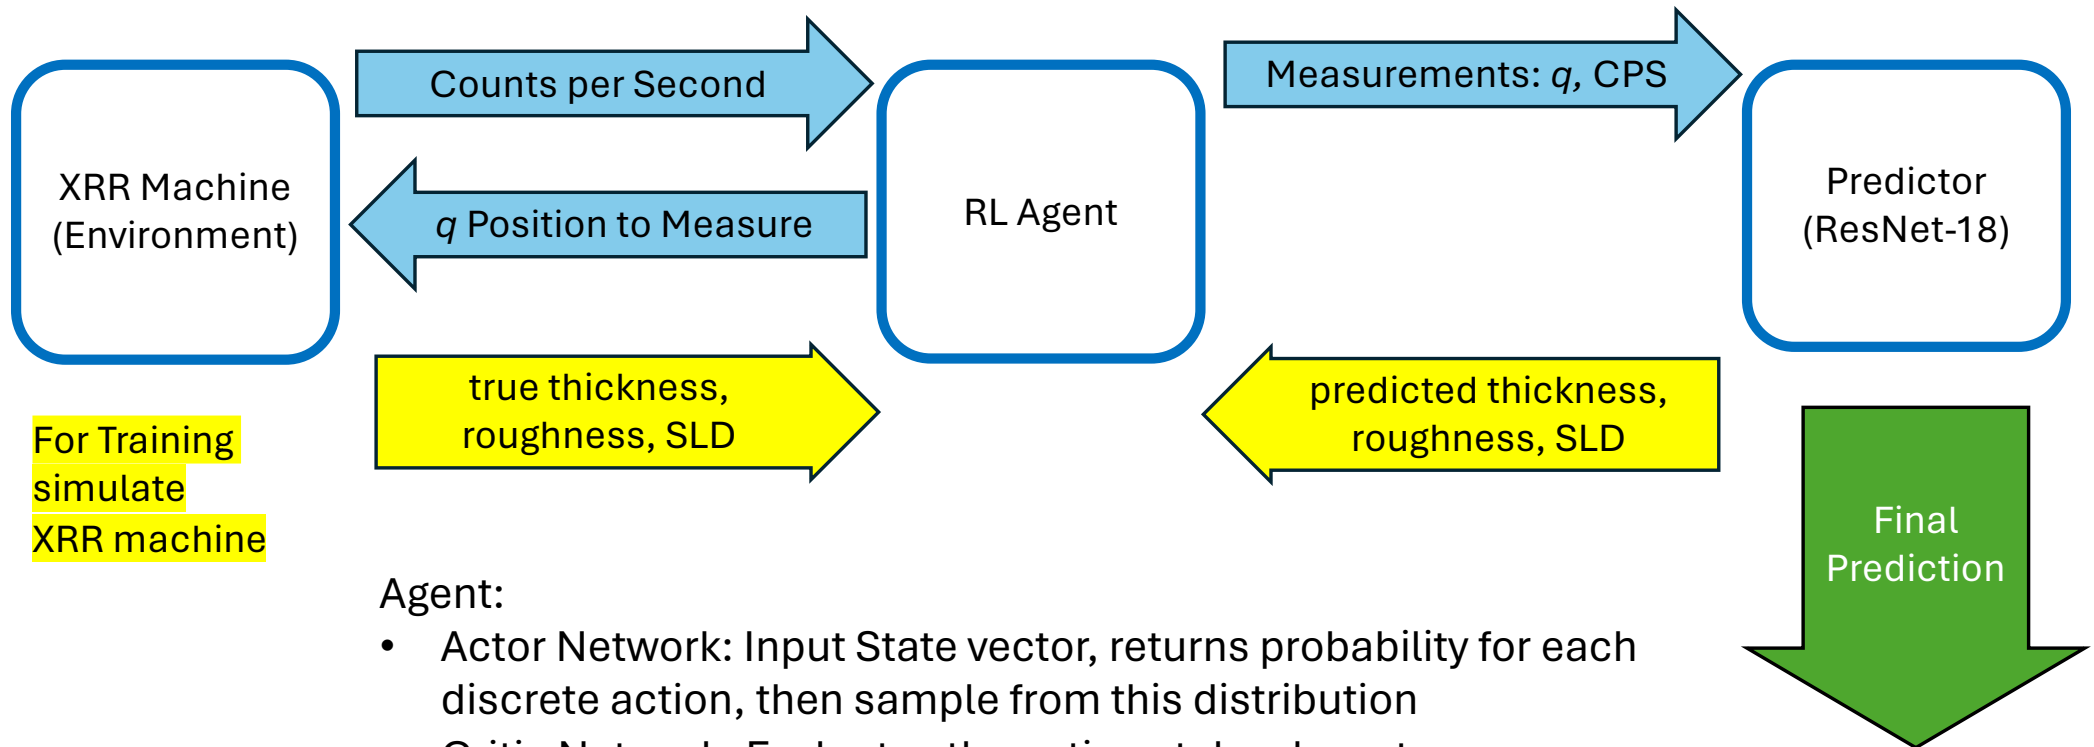 Counts per Second
Measurements: q, CPS
XRR Machine
(Environment)
q Position to Measure
RL Agent
Predictor
(ResNet-18)
true thickness,
roughness, SLD
predicted thickness,
roughness, SLD
For Training
simulate
XRR machine
Final
Prediction
Agent:
• Actor Network: Input State vector, returns probability for each
discrete action, then sample from this distribution